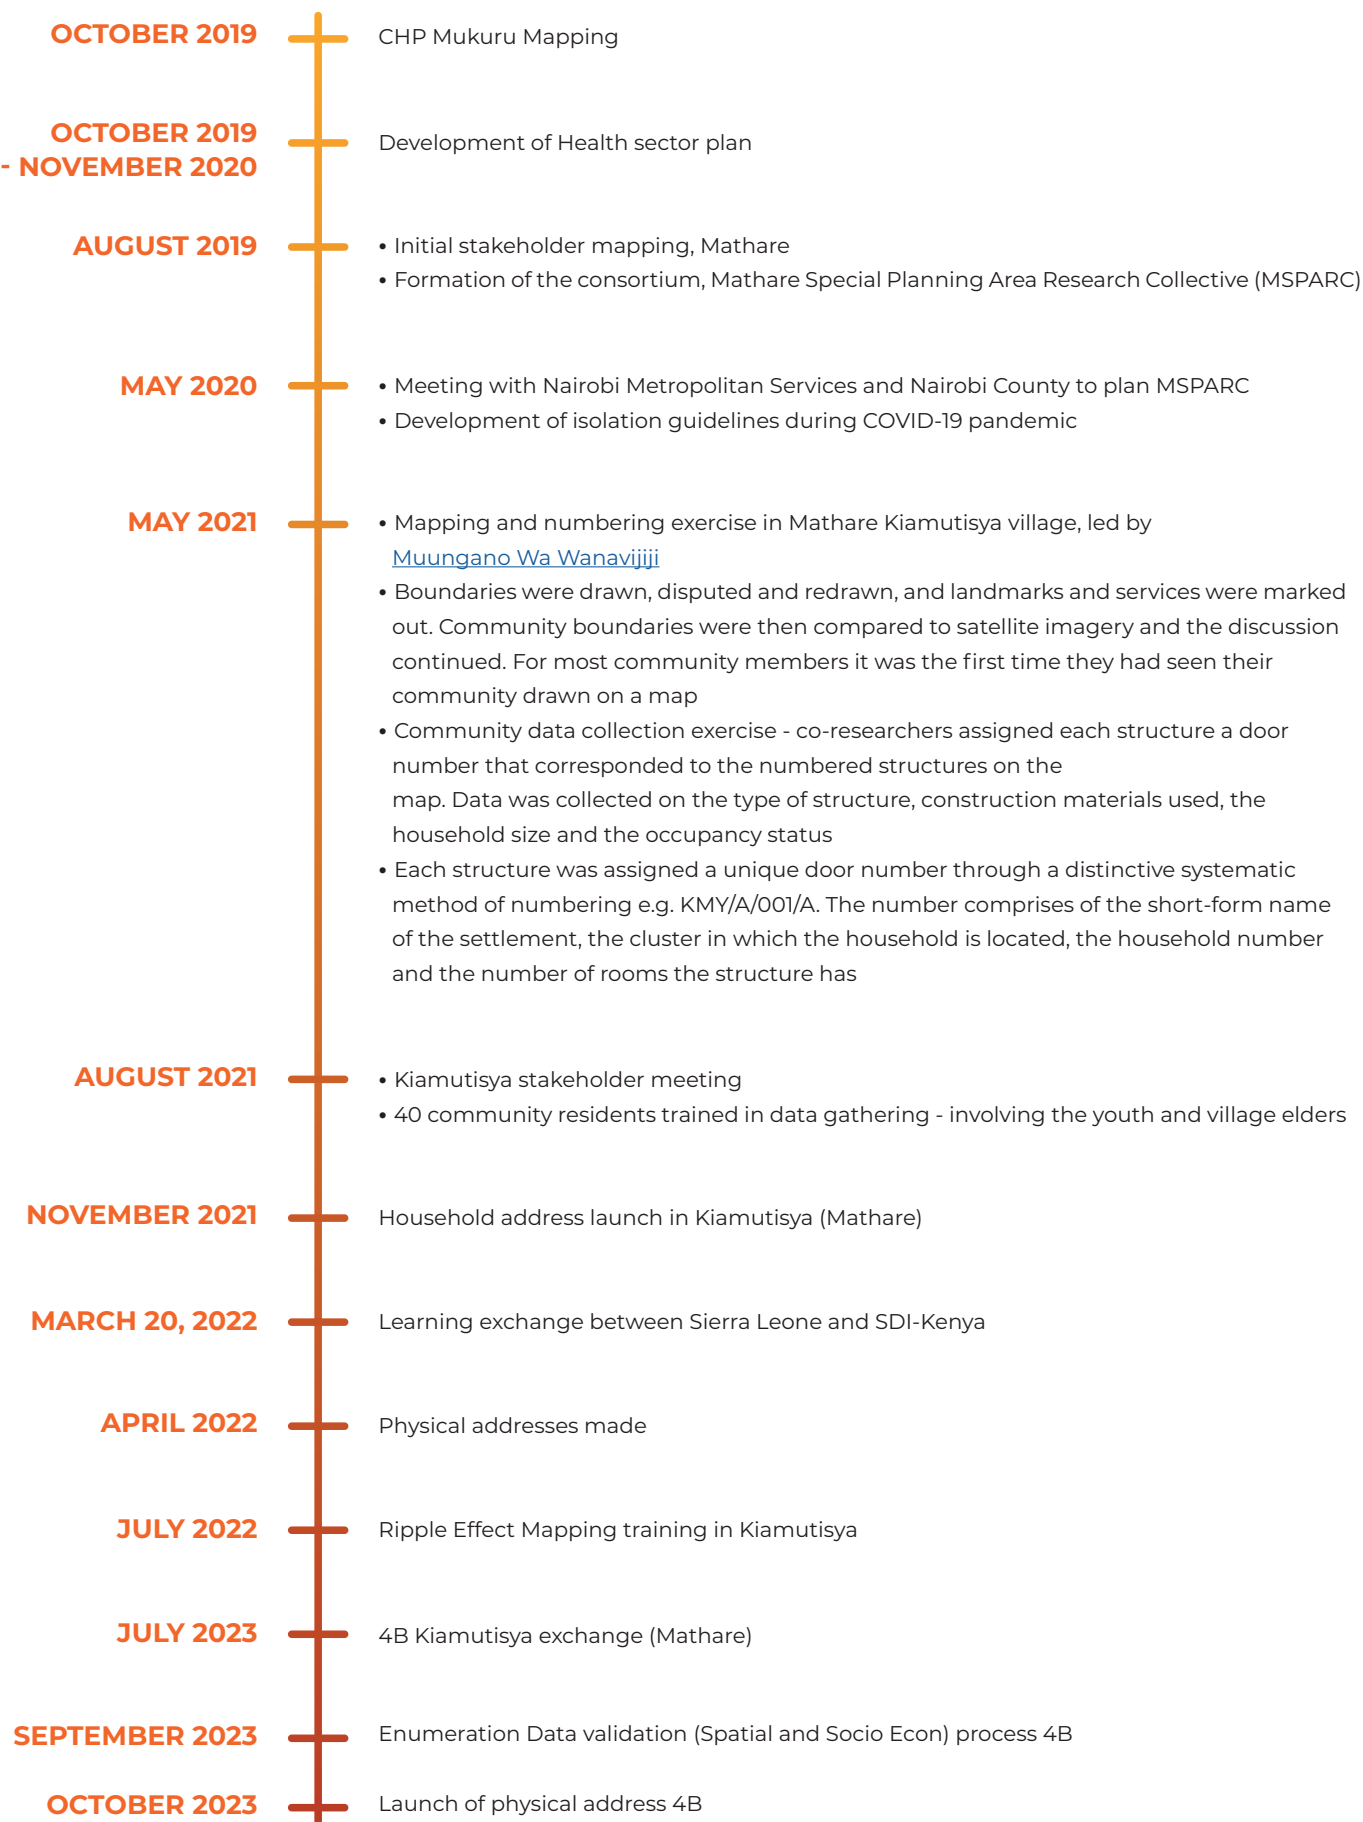 OCTOBER 2019
CHP Mukuru Mapping
OCTOBER 2019
- NOVEMBER 2020
Development of Health sector plan
AUGUST 2019
• Initial stakeholder mapping, Mathare
• Formation of the consortium, Mathare Special Planning Area Research Collective (MSPARC)
MAY 2020
• Meeting with Nairobi Metropolitan Services and Nairobi County to plan MSPARC
• Development of isolation guidelines during COVID-19 pandemic
MAY 2021
• Mapping and numbering exercise in Mathare Kiamutisya village, led by
Muungano Wa Wanavijiji
• Boundaries were drawn, disputed and redrawn, and landmarks and services were marked
out. Community boundaries were then compared to satellite imagery and the discussion
continued. For most community members it was the first time they had seen their
community drawn on a map
• Community data collection exercise - co-researchers assigned each structure a door
number that corresponded to the numbered structures on the
map. Data was collected on the type of structure, construction materials used, the
household size and the occupancy status
• Each structure was assigned a unique door number through a distinctive systematic
method of numbering e.g. KMY/A/001/A. The number comprises of the short-form name
of the settlement, the cluster in which the household is located, the household number
and the number of rooms the structure has
AUGUST 2021
• Kiamutisya stakeholder meeting
• 40 community residents trained in data gathering - involving the youth and village elders
NOVEMBER 2021
Household address launch in Kiamutisya (Mathare)
MARCH 20, 2022
Learning exchange between Sierra Leone and SDI-Kenya
APRIL 2022
Physical addresses made
JULY 2022
Ripple Effect Mapping training in Kiamutisya
JULY 2023
4B Kiamutisya exchange (Mathare)
SEPTEMBER 2023
Enumeration Data validation (Spatial and Socio Econ) process 4B
OCTOBER 2023
Launch of physical address 4B